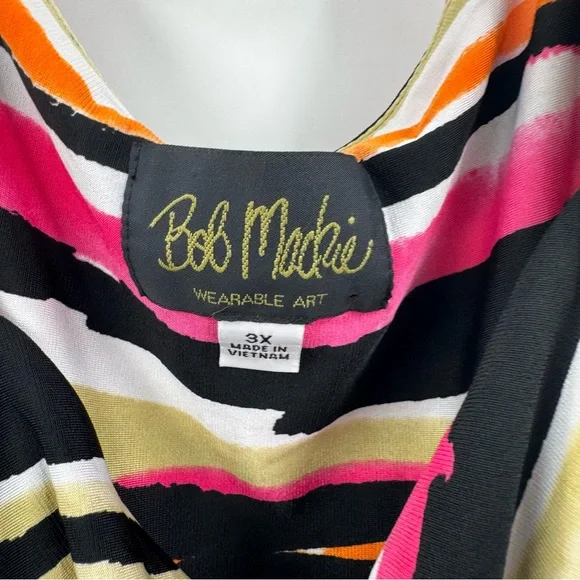 Bob Mackie
WEARABLE ART
3X
MADE IN
VIETNAM